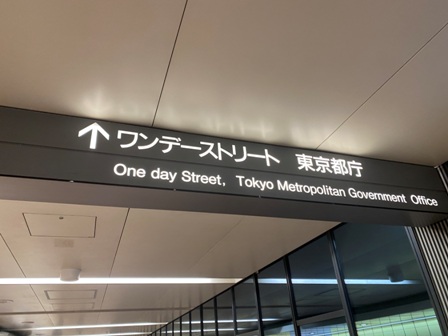 ↑ ワンデーストリート 東京都庁
One day Street, Tokyo Metropolitan Government Office